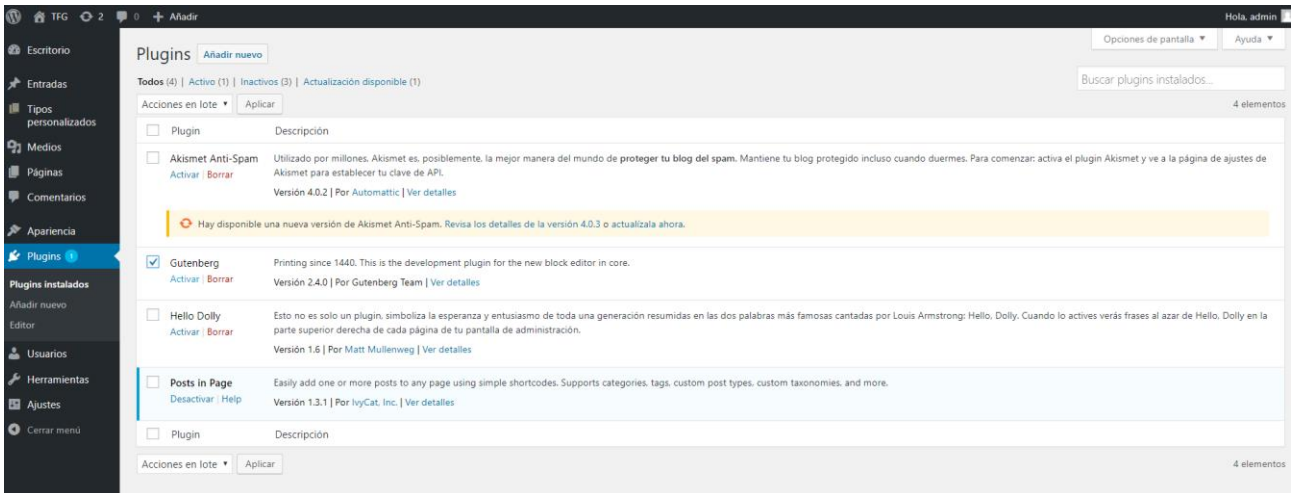 TFG 2 0 + Añadir Hola, admin
Opciones de pantalla ▼ Ayuda ▼
Escritorio
Entradas
Tipos
personalizados
Medios
Páginas
Comentarios
Apariencia
Plugins 1
Plugins instalados
Añadir nuevo
Editor
Usuarios
Herramientas
Ajustes
Cerrar menú
Plugins Añadir nuevo
Todos (4) | Activo (1) | Inactivos (3) | Actualización disponible (1)
Buscar plugins instalados...
Acciones en lote ▼ Aplicar 4 elementos
Plugin Descripción
Akismet Anti-Spam Utilizado por millones. Akismet es, posiblemente, la mejor manera del mundo de proteger tu blog del spam. Mantiene tu blog protegido incluso cuando duermes. Para comenzar: activa el plugin Akismet y ve a la página de ajustes de
Activar | Borrar Akismet para establecer tu clave de API.
Versión 4.0.2 | Por Automattic | Ver detalles
Hay disponible una nueva versión de Akismet Anti-Spam. Revisa los detalles de la versión 4.0.3 o actualízala ahora.
Gutenberg Printing since 1440. This is the development plugin for the new block editor in core.
Activar | Borrar Versión 2.4.0 | Por Gutenberg Team | Ver detalles
Hello Dolly Esto no es solo un plugin, simboliza la esperanza y entusiasmo de toda una generación resumidas en las dos palabras más famosas cantadas por Louis Armstrong: Hello, Dolly. Cuando lo actives verás frases al azar de Hello, Dolly en la
Activar | Borrar parte superior derecha de cada página de tu pantalla de administración.
Versión 1.6 | Por Matt Mullenweg | Ver detalles
Posts in Page Easily add one or more posts to any page using simple shortcodes. Supports categories, tags, custom post types, custom taxonomies, and more.
Desactivar | Help Versión 1.3.1 | Por IvyCat, Inc. | Ver detalles
Plugin Descripción
Acciones en lote ▼ Aplicar 4 elementos